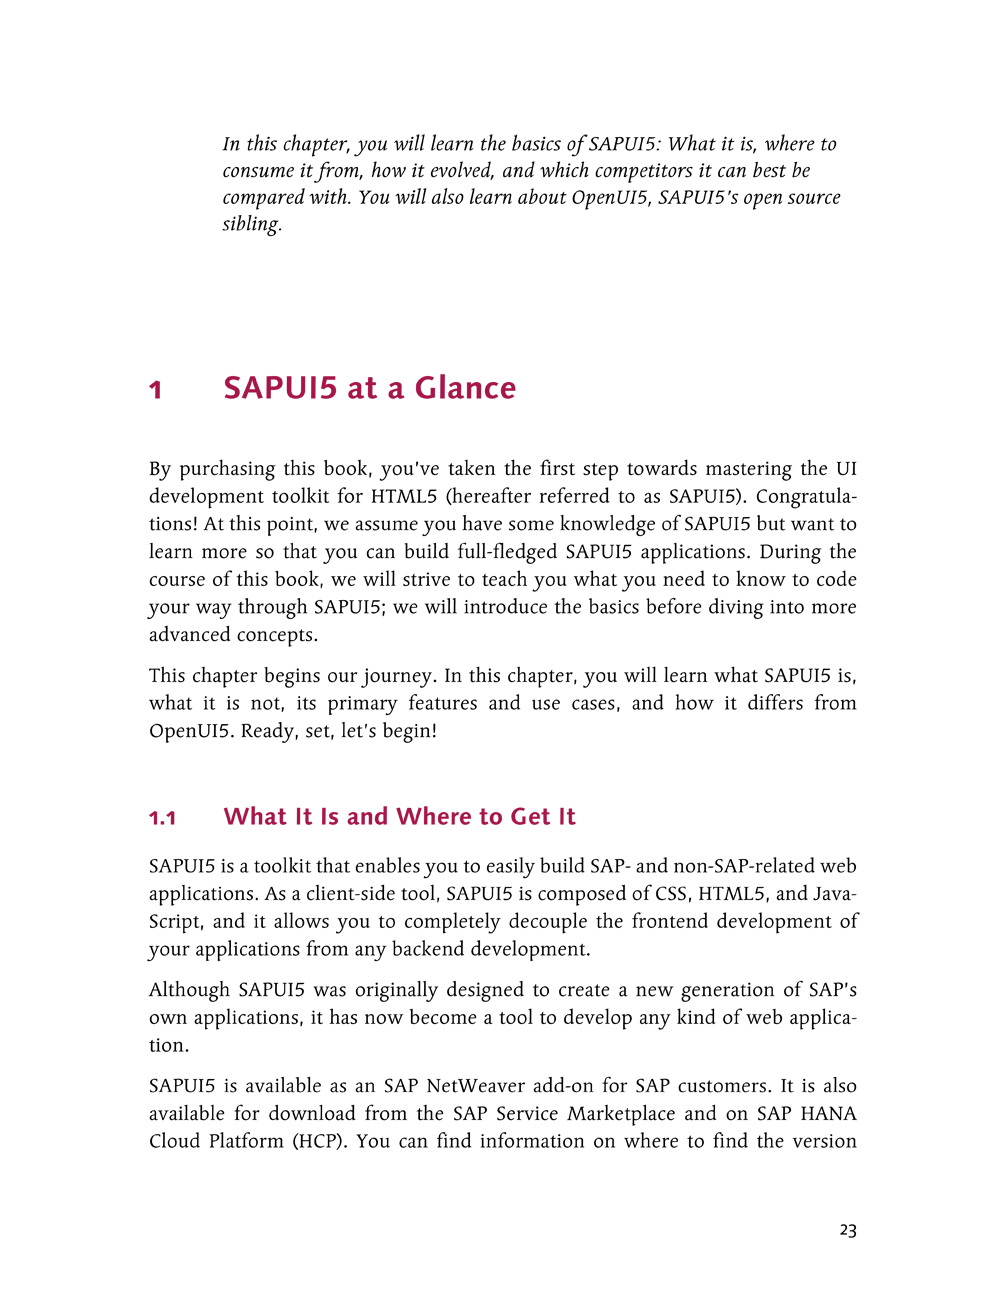 In this chapter, you will learn the basics of SAPUI5: What it is, where to
consume it from, how it evolved, and which competitors it can best be
compared with. You will also learn about OpenUI5, SAPUI5's open source
sibling.
1 SAPUI5 at a Glance
By purchasing this book, you've taken the first step towards mastering the UI
development toolkit for HTML5 (hereafter referred to as SAPUI5). Congratula-
tions! At this point, we assume you have some knowledge of SAPUI5 but want to
learn more so that you can build full-fledged SAPUI5 applications. During the
course of this book, we will strive to teach you what you need to know to code
your way through SAPUI5; we will introduce the basics before diving into more
advanced concepts.
This chapter begins our journey. In this chapter, you will learn what SAPUI5 is,
what it is not, its primary features and use cases, and how it differs from
OpenUI5. Ready, set, let's begin!
1.1 What It Is and Where to Get It
SAPUI5 is a toolkit that enables you to easily build SAP- and non-SAP-related web
applications. As a client-side tool, SAPUI5 is composed of CSS, HTML5, and Java-
Script, and it allows you to completely decouple the frontend development of
your applications from any backend development.
Although SAPUI5 was originally designed to create a new generation of SAP's
own applications, it has now become a tool to develop any kind of web applica-
tion.
SAPUI5 is available as an SAP NetWeaver add-on for SAP customers. It is also
available for download from the SAP Service Marketplace and on SAP HANA
Cloud Platform (HCP). You can find information on where to find the version
23